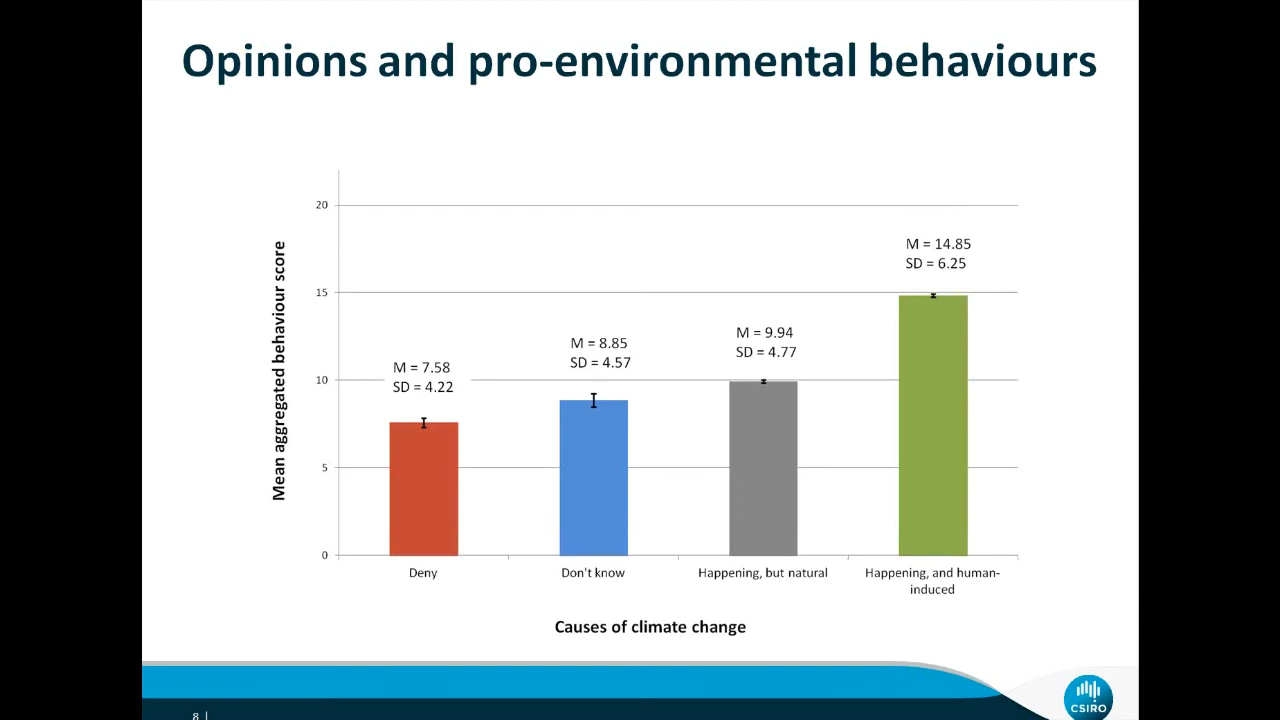 Opinions and pro-environmental behaviours
Mean aggregated behaviour score
20
15
10
5
0
M = 7.58
SD = 4.22
M = 8.85
SD = 4.57
M = 9.94
SD = 4.77
M = 14.85
SD = 6.25
Deny
Don't know
Happening, but natural
Happening, and human-
induced
Causes of climate change
8 |
CSIRO